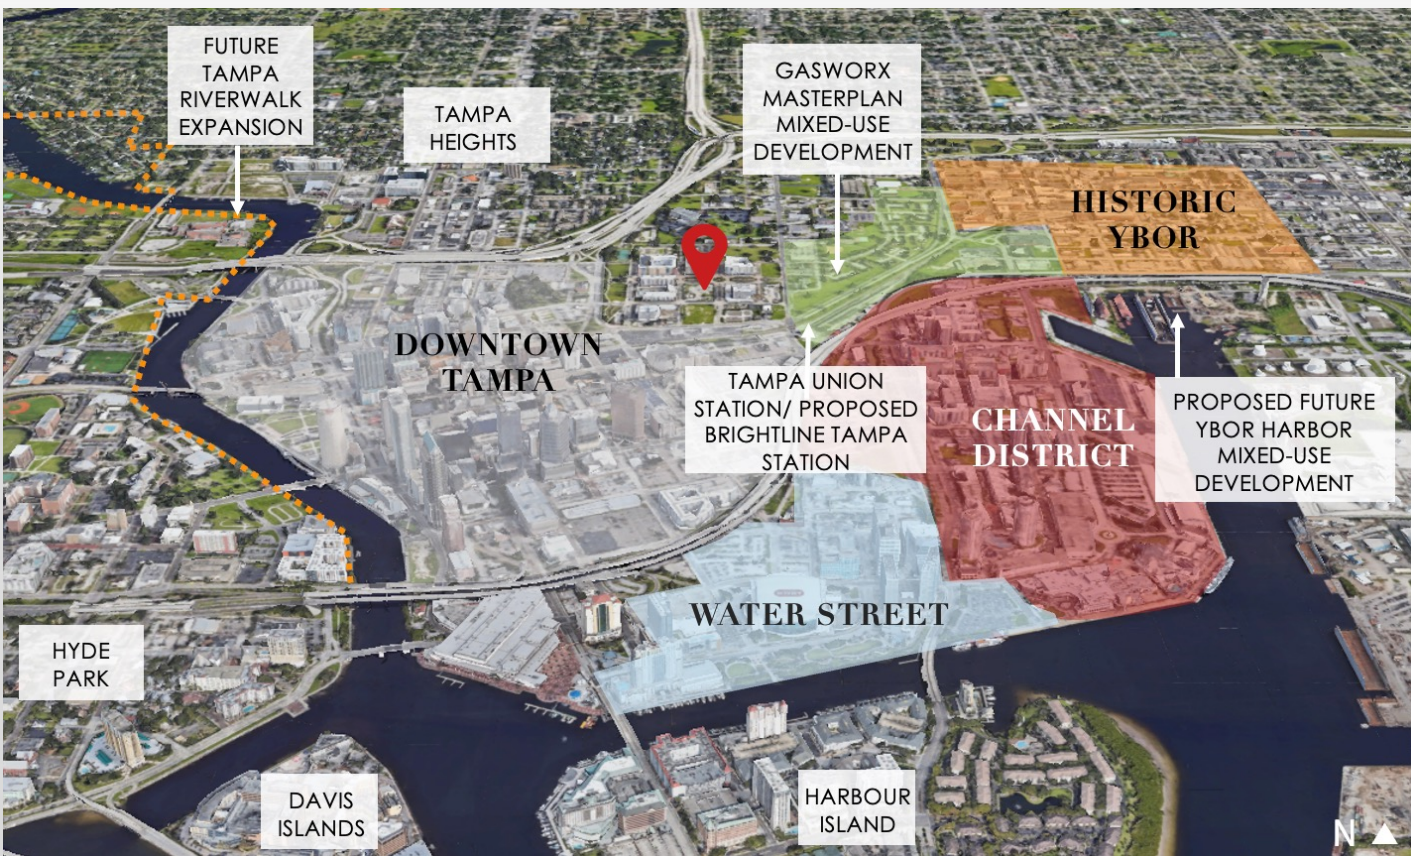 FUTURE
TAMPA
RIVERWALK
EXPANSION
TAMPA
HEIGHTS
GASWORX
MASTERPLAN
MIXED-USE
DEVELOPMENT
HISTORIC
YBOR
DOWNTOWN
TAMPA
TAMPA UNION
STATION/ PROPOSED
BRIGHTLINE TAMPA
STATION
CHANNEL
DISTRICT
PROPOSED FUTURE
YBOR HARBOR
MIXED-USE
DEVELOPMENT
WATER STREET
HYDE
PARK
DAVIS
ISLANDS
HARBOUR
ISLAND
N